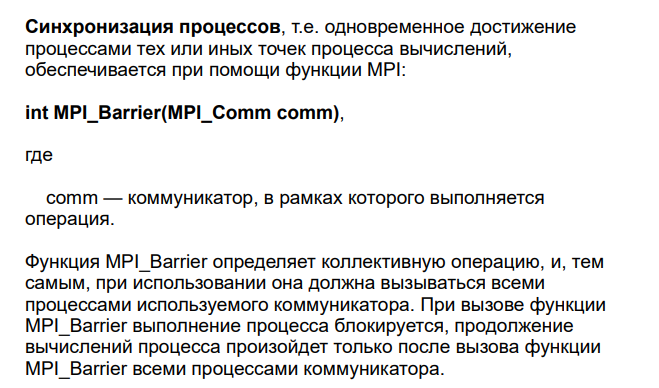 Синхронизация процессов, т.е. одновременное достижение
процессами тех или иных точек процесса вычислений,
обеспечивается при помощи функции MPI:
int MPI_Barrier(MPI_Comm comm),
где
comm — коммуникатор, в рамках которого выполняется
операция.
Функция MPI_Barrier определяет коллективную операцию, и, тем
самым, при использовании она должна вызываться всеми
процессами используемого коммуникатора. При вызове функции
MPI_Barrier выполнение процесса блокируется, продолжение
вычислений процесса произойдет только после вызова функции
MPI_Barrier всеми процессами коммуникатора.